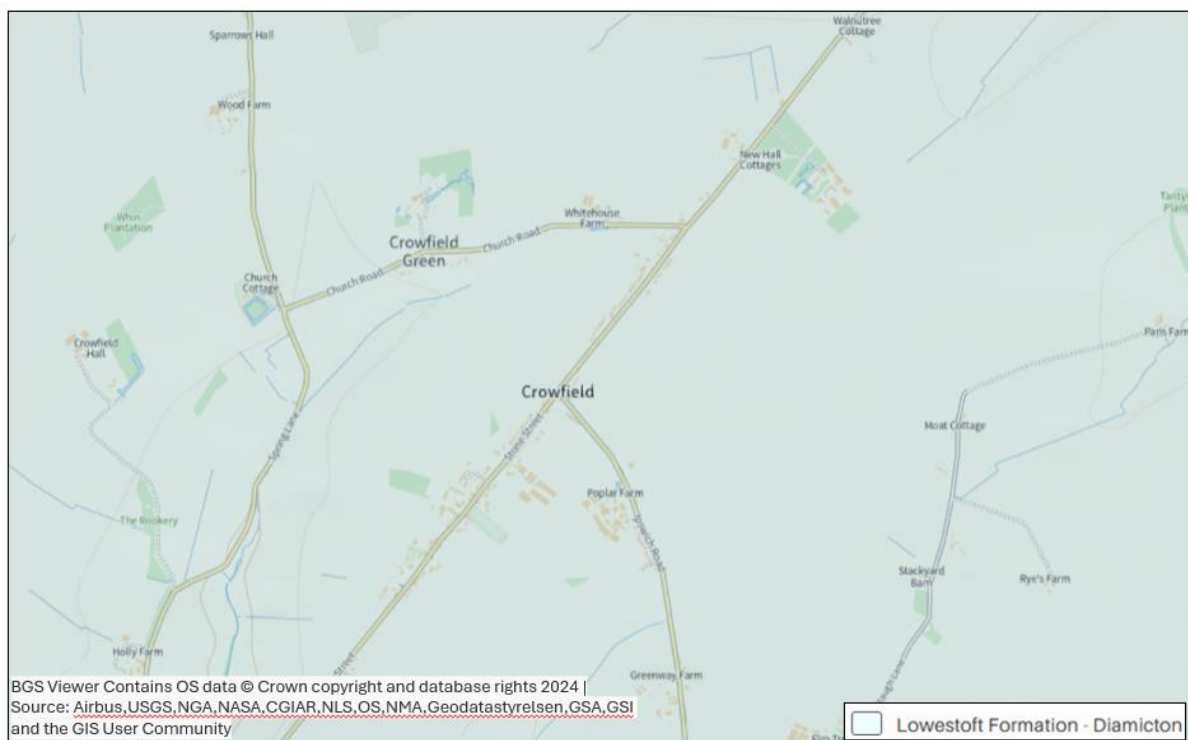 Walnutree
Cottage
Sparrows Hall
Wood Farm
New Hall
Cottages
Whin
Plantation
Whitehouse
Farm
Crowfield
Green
Church Road
Church Road
Church
Cottage
Crowfield
Hall
Paris Farm
Crowfield
Moat Cottage
Spring Lane
Stone Street
Poplar Farm
The Rookery
Ipswich Road
Stackyard
Barn
Rye's Farm
Holly Farm
Street
Greenway Farm
BGS Viewer Contains OS data © Crown copyright and database rights 2024 |
Source: Airbus,USGS,NGA,NASA,CGIAR,NLS,OS,NMA,Geodatastyrelsen,GSA,GSI
and the GIS User Community
Lowestoft Formation - Diamicton